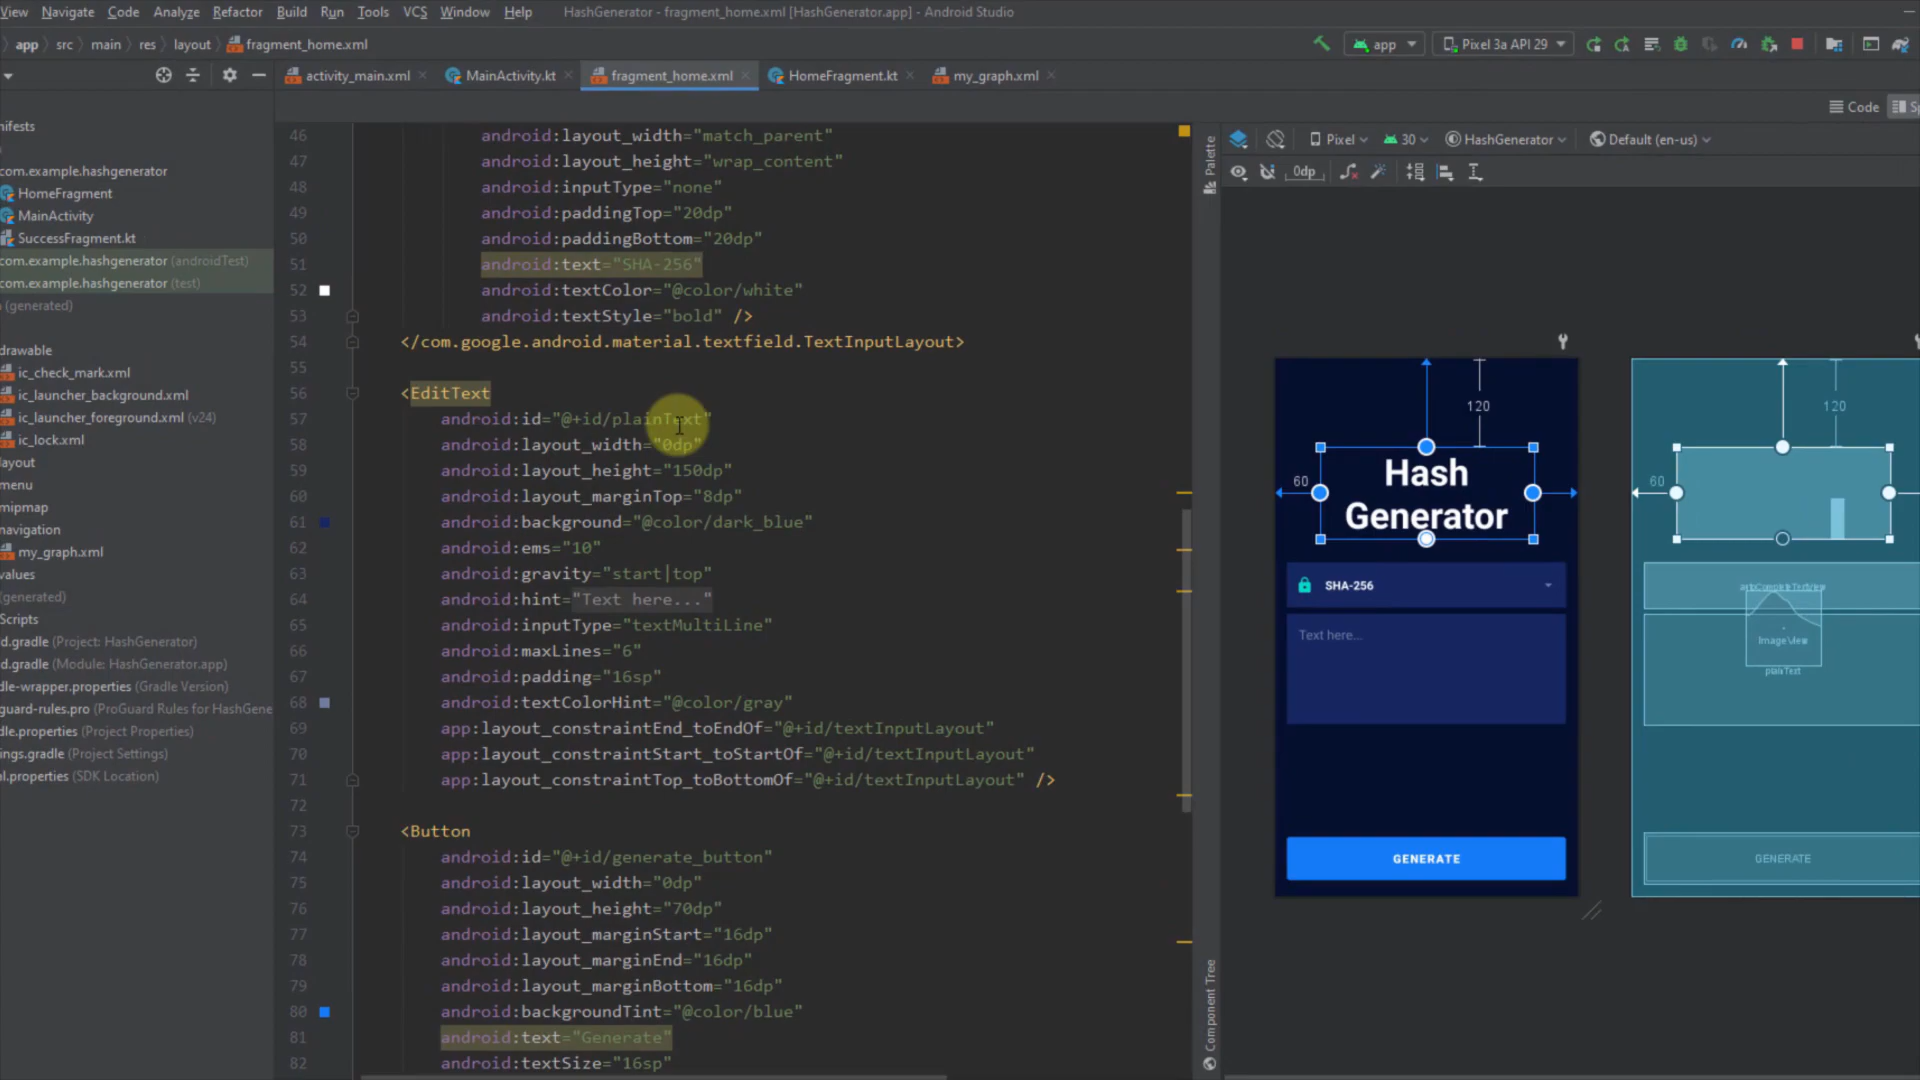 View Navigate Code Analyze Refactor Build Run Tools VCS Window Help HashGenerator - fragment_home.xml [HashGenerator.app] - Android Studio
app src main res layout fragment_home.xml app Pixel 3a API 29
activity_main.xml MainActivity.kt fragment_home.xml HomeFragment.kt my_graph.xml
Code
nifests
com.example.hashgenerator
HomeFragment
MainActivity
SuccessFragment.kt
com.example.hashgenerator (androidTest)
com.example.hashgenerator (test)
(generated)
drawable
ic_check_mark.xml
ic_launcher_background.xml
ic_launcher_foreground.xml (v24)
ic_lock.xml
layout
menu
mipmap
navigation
my_graph.xml
values
(generated)
Scripts
d.gradle (Project: HashGenerator)
d.gradle (Module: HashGenerator.app)
dle-wrapper.properties (Gradle Version)
guard-rules.pro (ProGuard Rules for HashGene
dle.properties (Project Properties)
ings.gradle (Project Settings)
l.properties (SDK Location)
46 android:layout_width="match_parent"
47 android:layout_height="wrap_content"
48 android:inputType="none"
49 android:paddingTop="20dp"
50 android:paddingBottom="20dp"
51 android:text="SHA-256"
52 android:textColor="@color/white"
53 android:textStyle="bold" />
54 </com.google.android.material.textfield.TextInputLayout>
55
56 <EditText
57 android:id="@+id/plainText"
58 android:layout_width="0dp"
59 android:layout_height="150dp"
60 android:layout_marginTop="8dp"
61 android:background="@color/dark_blue"
62 android:ems="10"
63 android:gravity="start|top"
64 android:hint="Text here..."
65 android:inputType="textMultiLine"
66 android:maxLines="6"
67 android:padding="16sp"
68 android:textColorHint="@color/gray"
69 app:layout_constraintEnd_toEndOf="@+id/textInputLayout"
70 app:layout_constraintStart_toStartOf="@+id/textInputLayout"
71 app:layout_constraintTop_toBottomOf="@+id/textInputLayout" />
72
73 <Button
74 android:id="@+id/generate_button"
75 android:layout_width="0dp"
76 android:layout_height="70dp"
77 android:layout_marginStart="16dp"
78 android:layout_marginEnd="16dp"
79 android:layout_marginBottom="16dp"
80 android:backgroundTint="@color/blue"
81 android:text="Generate"
82 android:textSize="16sp"
Palette
Component Tree
Pixel 30 HashGenerator Default (en-us)
0dp
120
60
Hash
Generator
SHA-256
Text here...
GENERATE
120
60
autoCompleteTextView
ImageView
plainText
GENERATE